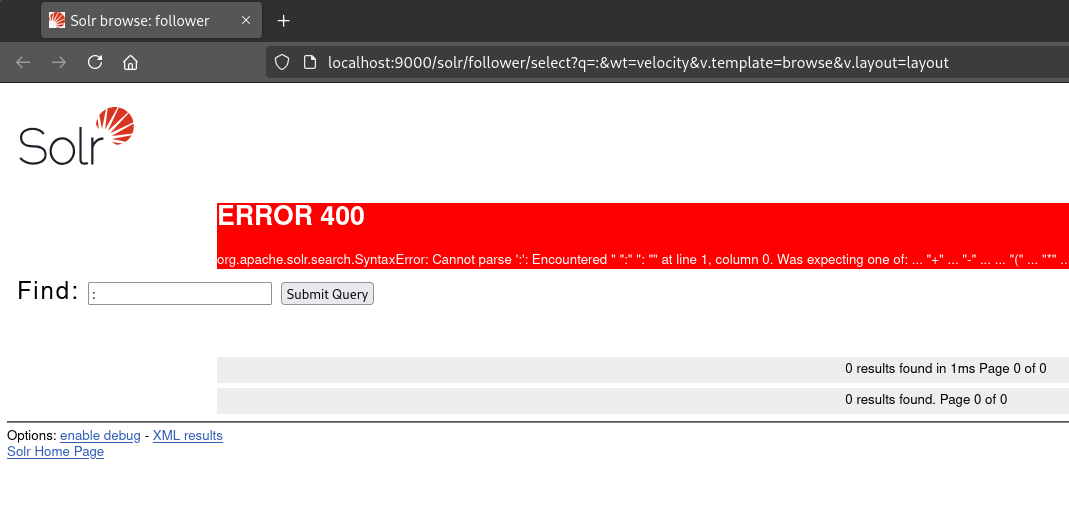 Solr browse: follower
localhost:9000/solr/follower/select?q=:&wt=velocity&v.template=browse&v.layout=layout
Solr
ERROR 400
org.apache.solr.search.SyntaxError: Cannot parse ':': Encountered " ":" ": "" at line 1, column 0. Was expecting one of: ... "+" ... "-" ... ... "(" ... "*" ...
Find: : Submit Query
0 results found in 1ms Page 0 of 0
0 results found. Page 0 of 0
Options: enable debug - XML results
Solr Home Page